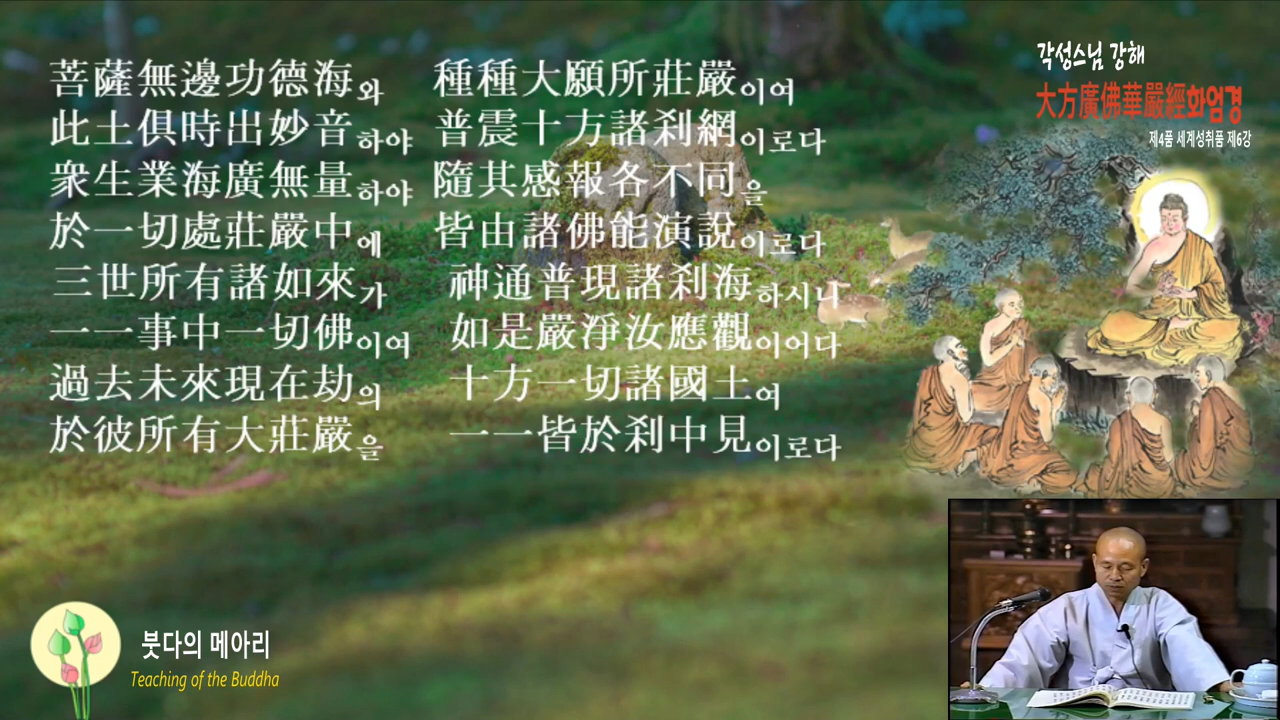 菩薩無邊功德海와 種種大願所莊嚴이여
此土俱時出妙音하야 普震十方諸刹網이로다
衆生業海廣無量하야 隨其感報各不同을
於一切處莊嚴中에 皆由諸佛能演說이로다
三世所有諸如來가 神通普現諸刹海하시니
一一事中一切佛이여 如是嚴淨汝應觀이어다
過去未來現在劫의 十方一切諸國土여
於彼所有大莊嚴을 一一皆於刹中見이로다
각성스님 강해
大方廣佛華嚴經화엄경
제4품 세계성취품 제6강
붓다의 메아리
Teaching of the Buddha